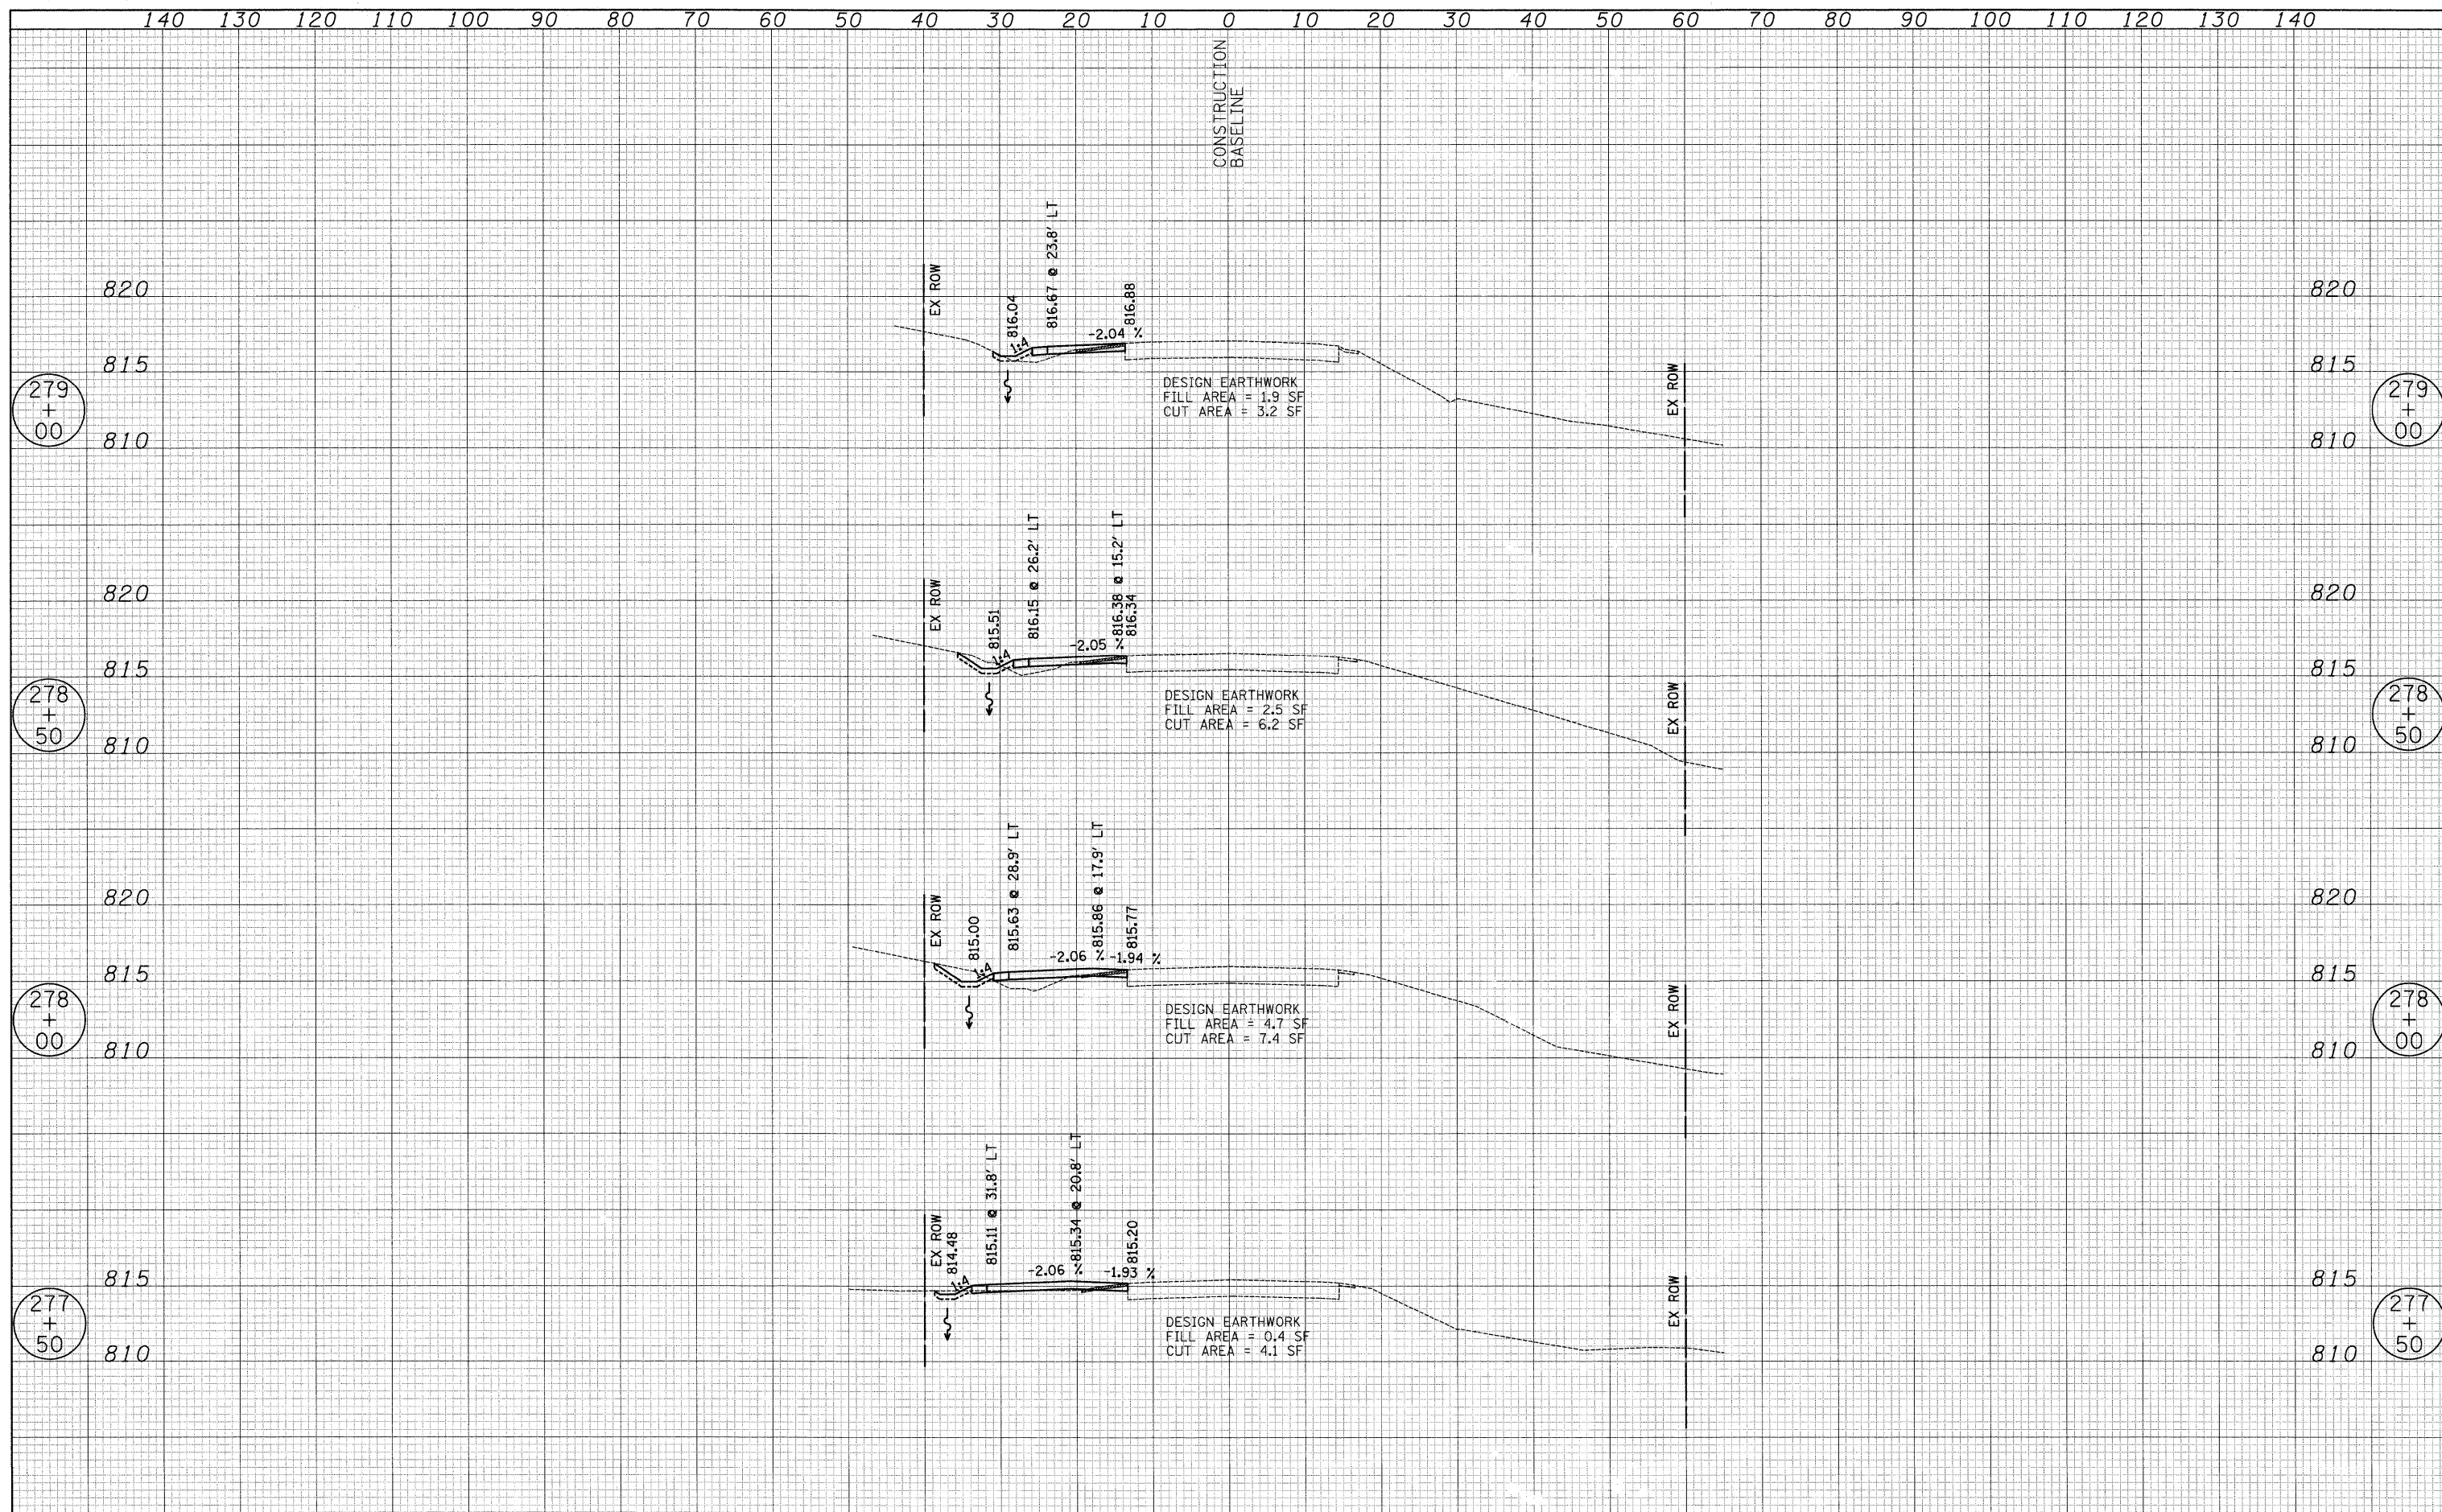 140 130 120 110 100 90 80 70 60 50 40 30 20 10 0 10 20 30 40 50 60 70 80 90 100 110 120 130 140
CONSTRUCTION
BASELINE
820
EX ROW
816.04
816.67 @ 23.8' LT
816.88
820
1:4
-2.04 %
815
EX ROW
815
279
+
00
DESIGN EARTHWORK
FILL AREA = 1.9 SF
CUT AREA = 3.2 SF
279
+
00
810
810
820
EX ROW
815.51
816.15 @ 26.2' LT
816.38 @ 15.2' LT
816.34
820
1:4
-2.05 %
815
EX ROW
815
278
+
50
DESIGN EARTHWORK
FILL AREA = 2.5 SF
CUT AREA = 6.2 SF
278
+
50
810
810
820
EX ROW
815.00
815.63 @ 28.9' LT
815.86 @ 17.9' LT
815.77
820
1:4
-2.06 %
-1.94 %
815
EX ROW
815
278
+
00
DESIGN EARTHWORK
FILL AREA = 4.7 SF
CUT AREA = 7.4 SF
278
+
00
810
810
EX ROW
814.48
815.11 @ 31.8' LT
815.34 @ 20.8' LT
815.20
1:4
-2.06 %
-1.93 %
815
EX ROW
815
277
+
50
DESIGN EARTHWORK
FILL AREA = 0.4 SF
CUT AREA = 4.1 SF
277
+
50
810
810